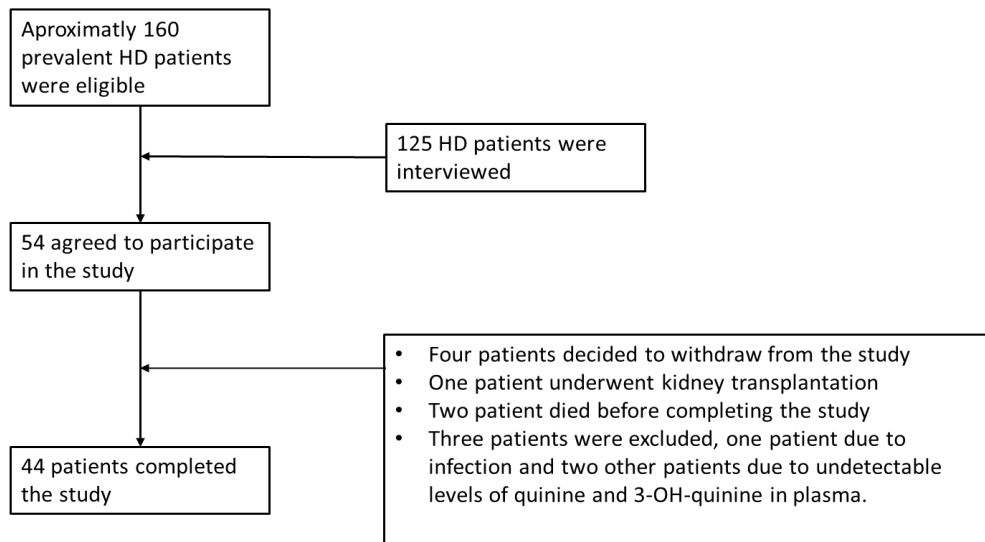 Aproximatly 160
prevalent HD patients
were eligible
125 HD patients were
interviewed
54 agreed to participate
in the study
• Four patients decided to withdraw from the study
• One patient underwent kidney transplantation
• Two patient died before completing the study
• Three patients were excluded, one patient due to
infection and two other patients due to undetectable
levels of quinine and 3-OH-quinine in plasma.
44 patients completed
the study